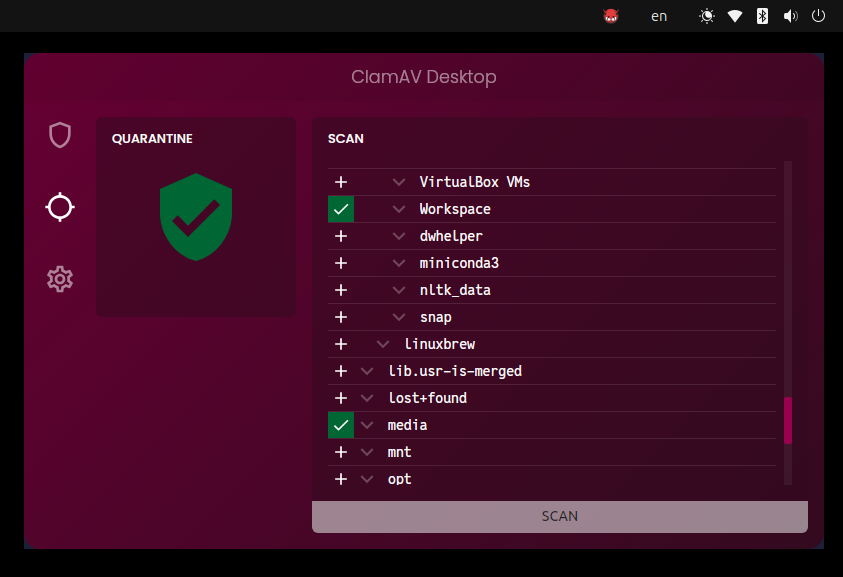 en
ClamAV Desktop
QUARANTINE
SCAN
VirtualBox VMs
Workspace
dwhelper
miniconda3
nltk_data
snap
linuxbrew
lib.usr-is-merged
lost+found
media
mnt
opt
SCAN